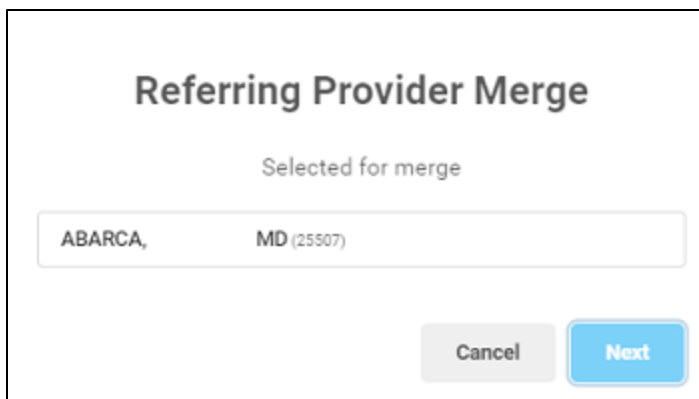 Referring Provider Merge
Selected for merge
ABARCA, MD (25507)
Cancel Next